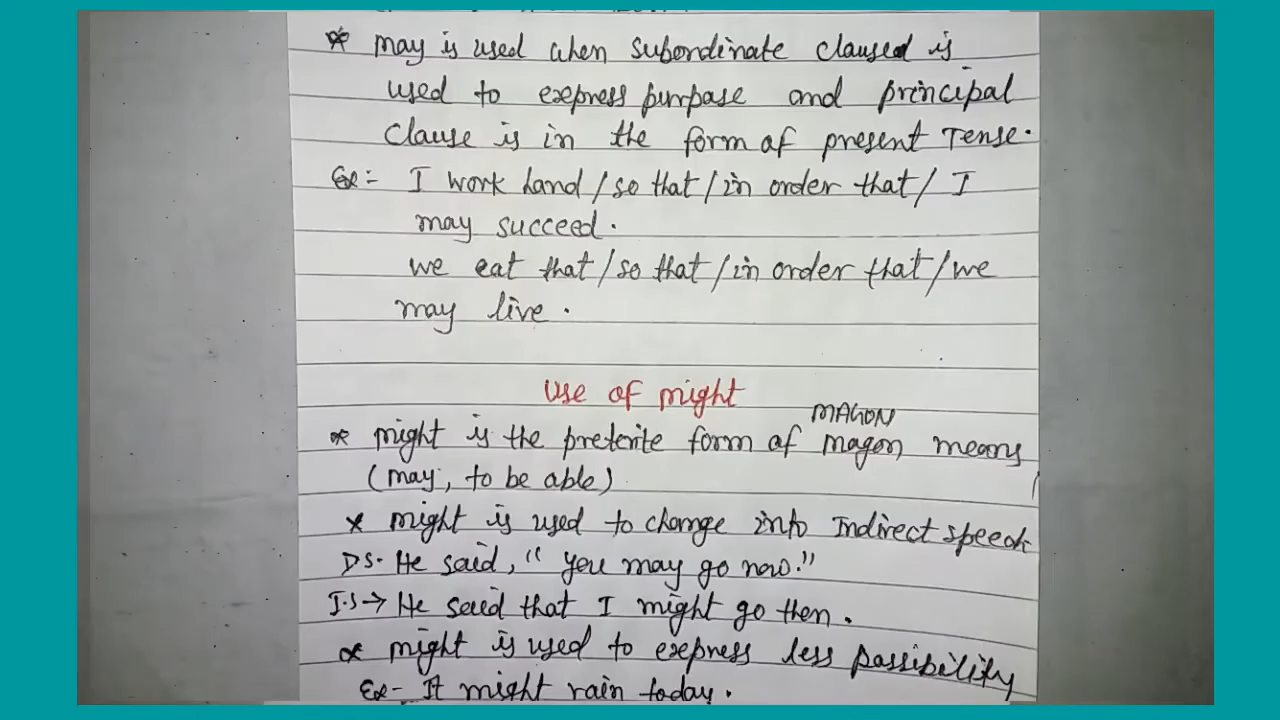 * may is used when subordinate claused is
used to express purpase and principal
clause is in the form of present Tense.
Ex:- I work hand / so that / in order that / I
may succeed.
we eat that / so that / in order that / we
may live.
Use of might
MAGON
* might is the preterite form of magon means
(may, to be able)
* might is used to change into Indirect speech
D.S- He said, "you may go now."
I.S→ He said that I might go then.
* might is used to express less possibility
Ex- It might rain today.